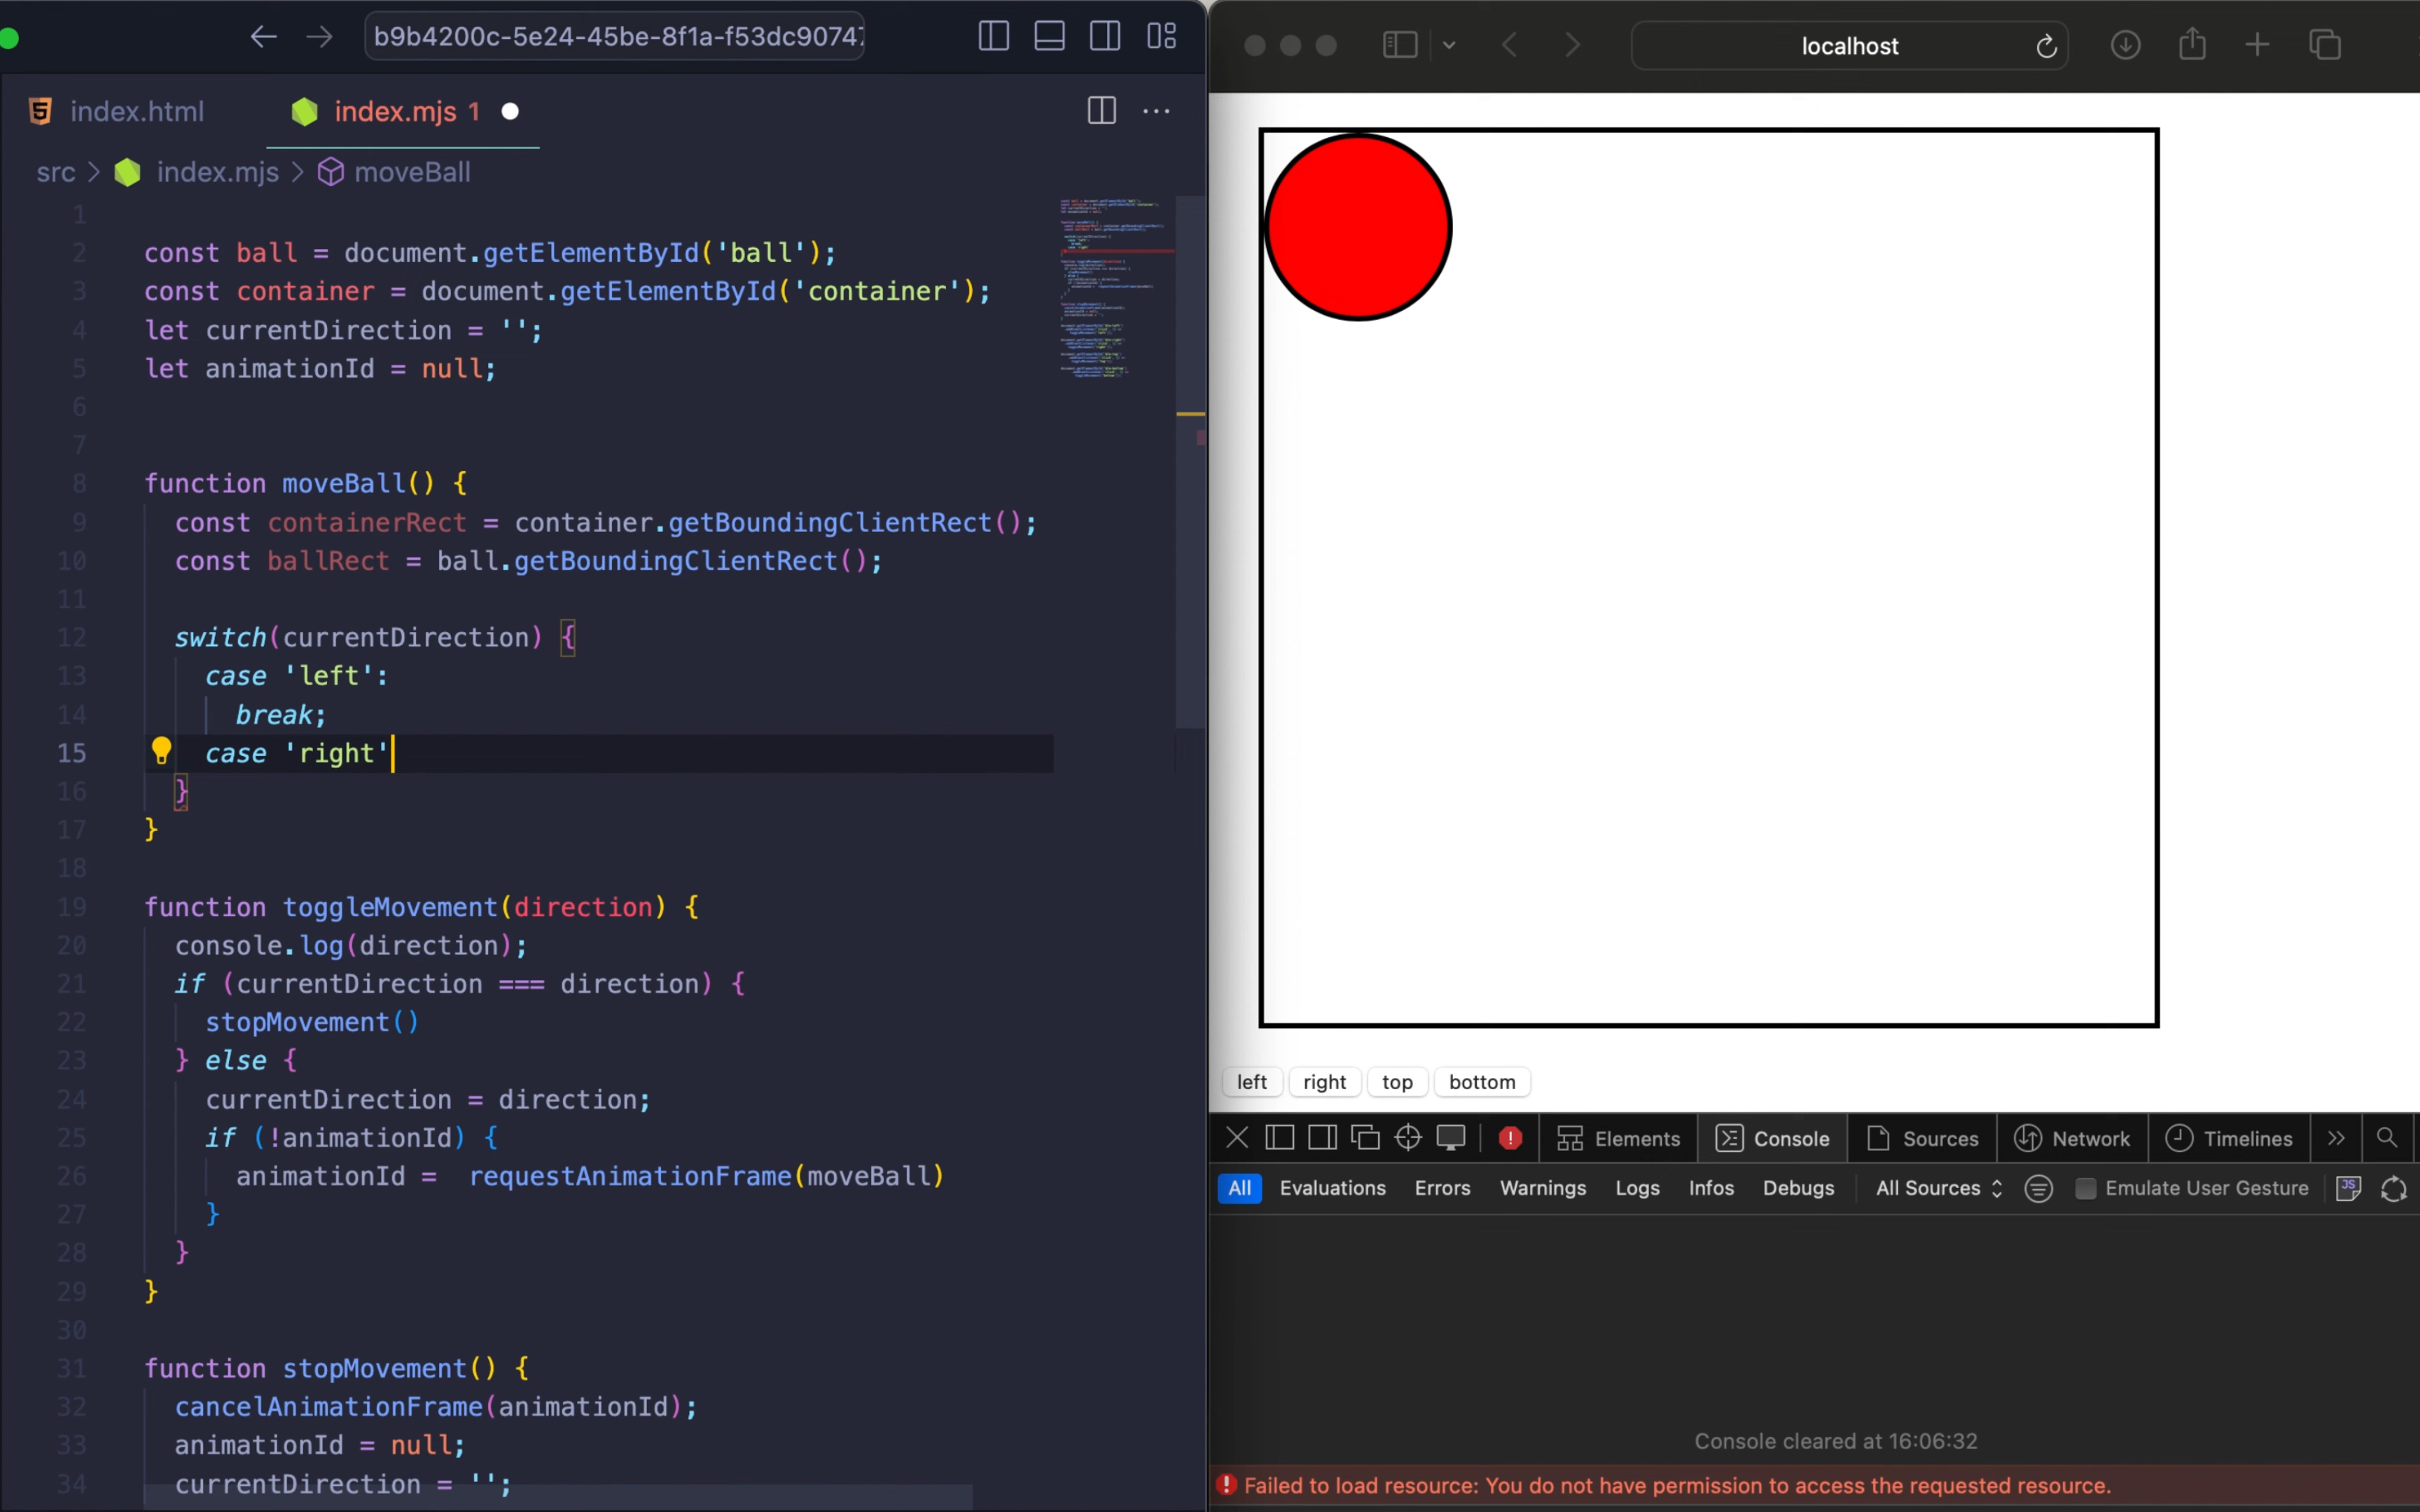 b9b4200c-5e24-45be-8f1a-f53dc90747
index.html
index.mjs 1
src > index.mjs > moveBall
1
2 const ball = document.getElementById('ball');
3 const container = document.getElementById('container');
4 let currentDirection = '';
5 let animationId = null;
6
7
8 function moveBall() {
9 const containerRect = container.getBoundingClientRect();
10 const ballRect = ball.getBoundingClientRect();
11
12 switch(currentDirection) {
13 case 'left':
14 break;
15 case 'right'
16 }
17 }
18
19 function toggleMovement(direction) {
20 console.log(direction);
21 if (currentDirection === direction) {
22 stopMovement()
23 } else {
24 currentDirection = direction;
25 if (!animationId) {
26 animationId =  requestAnimationFrame(moveBall)
27 }
28 }
29 }
30
31 function stopMovement() {
32 cancelAnimationFrame(animationId);
33 animationId = null;
34 currentDirection = '';
localhost
left right top bottom
Elements Console Sources Network Timelines
All Evaluations Errors Warnings Logs Infos Debugs All Sources Emulate User Gesture JS
Console cleared at 16:06:32
Failed to load resource: You do not have permission to access the requested resource.